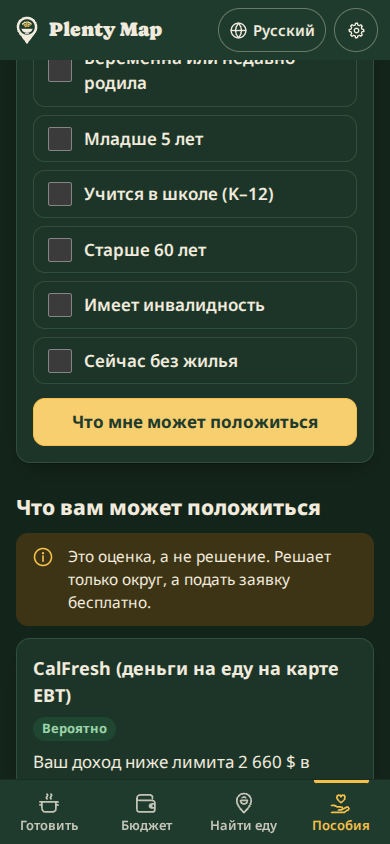 Plenty Map
Русский
Беременна или недавно
родила
Младше 5 лет
Учится в школе (K–12)
Старше 60 лет
Имеет инвалидность
Сейчас без жилья
Что мне может положиться
Что вам может положиться
Это оценка, а не решение. Решает
только округ, а подать заявку
бесплатно.
CalFresh (деньги на еду на карте
EBT)
Вероятно
Ваш доход ниже лимита 2 660 $ в
Готовить
Бюджет
Найти еду
Пособия